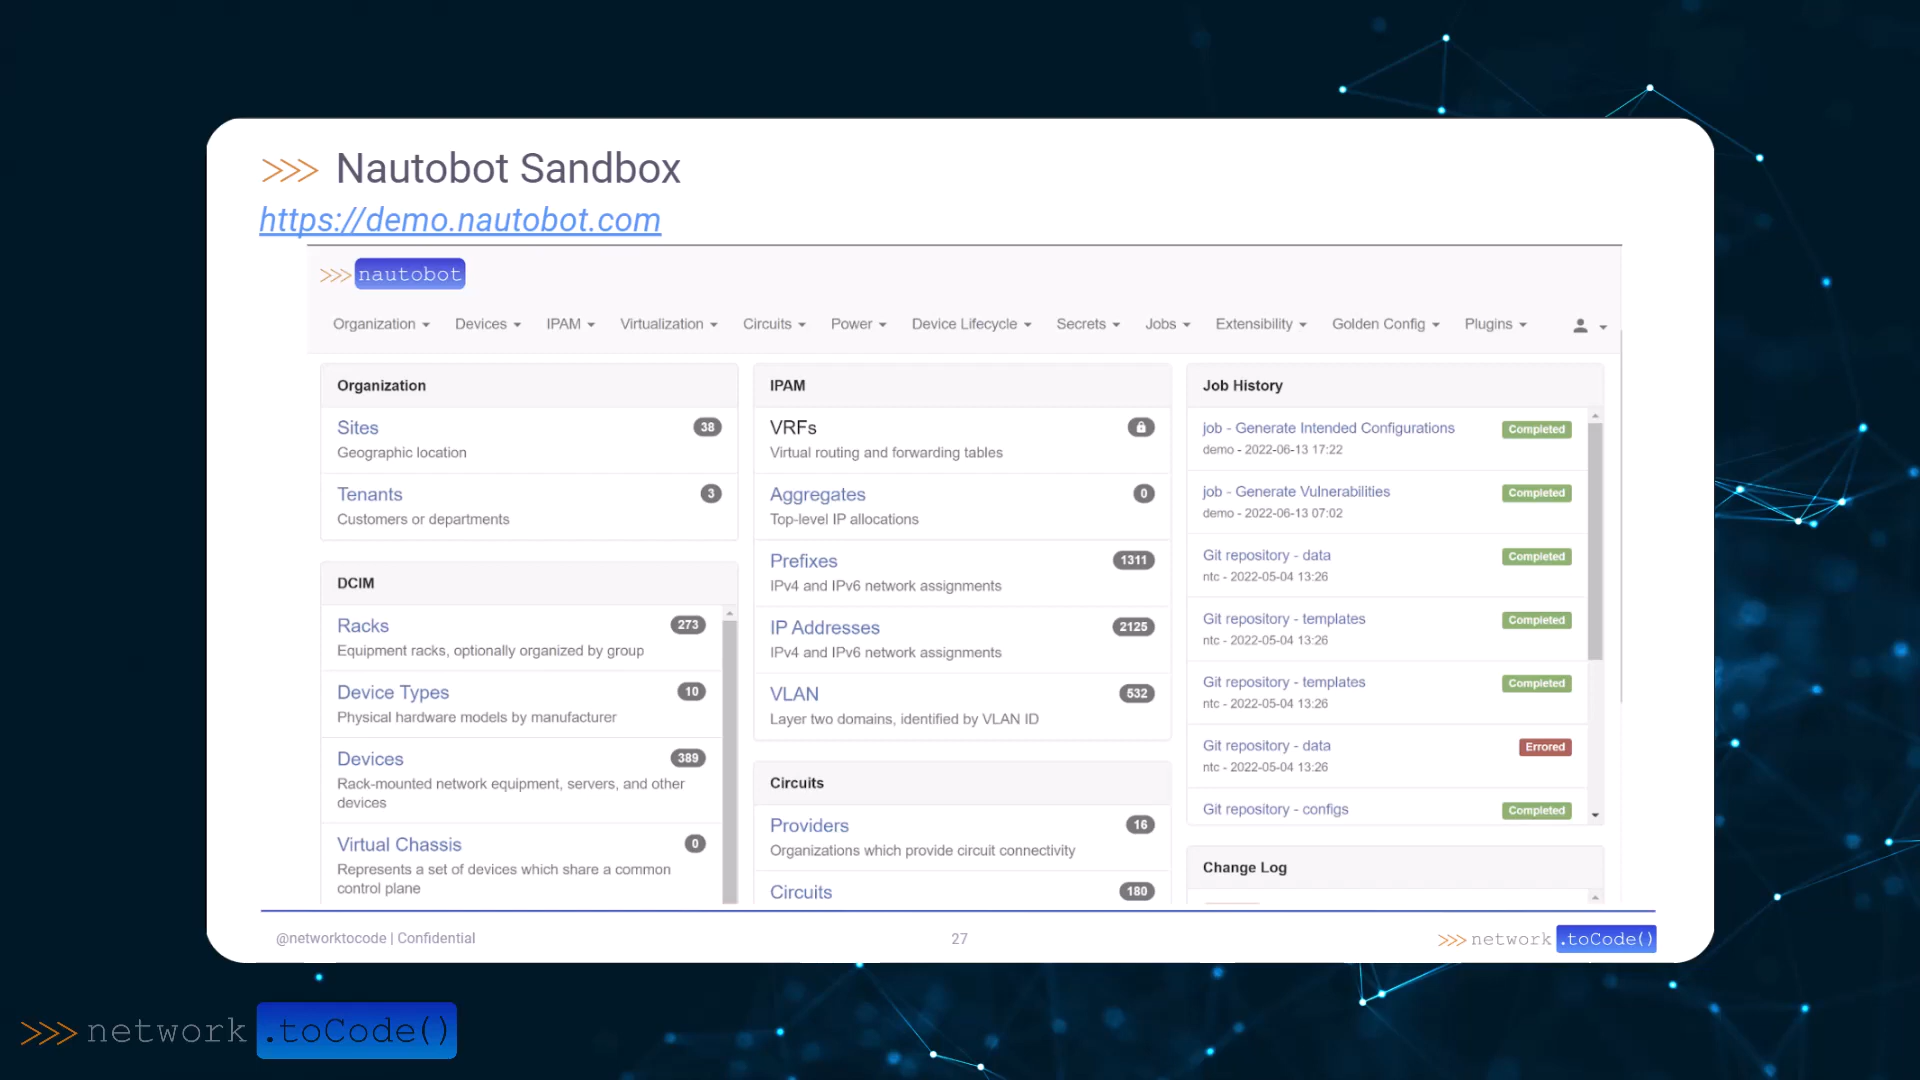 >>> Nautobot Sandbox
https://demo.nautobot.com
>>> nautobot
Organization Devices IPAM Virtualization Circuits Power Device Lifecycle Secrets Jobs Extensibility Golden Config Plugins
Organization
Sites 38
Geographic location
Tenants 3
Customers or departments
DCIM
Racks 273
Equipment racks, optionally organized by group
Device Types 10
Physical hardware models by manufacturer
Devices 389
Rack-mounted network equipment, servers, and other
devices
Virtual Chassis 0
Represents a set of devices which share a common
control plane
IPAM
VRFs
Virtual routing and forwarding tables
Aggregates 0
Top-level IP allocations
Prefixes 1311
IPv4 and IPv6 network assignments
IP Addresses 2125
IPv4 and IPv6 network assignments
VLAN 532
Layer two domains, identified by VLAN ID
Circuits
Providers 16
Organizations which provide circuit connectivity
Circuits 180
Job History
job - Generate Intended Configurations Completed
demo - 2022-06-13 17:22
job - Generate Vulnerabilities Completed
demo - 2022-06-13 07:02
Git repository - data Completed
ntc - 2022-05-04 13:26
Git repository - templates Completed
ntc - 2022-05-04 13:26
Git repository - templates Completed
ntc - 2022-05-04 13:26
Git repository - data Errored
ntc - 2022-05-04 13:26
Git repository - configs Completed
Change Log
@networktocode | Confidential 27 >>> network .toCode()
>>> network .toCode()